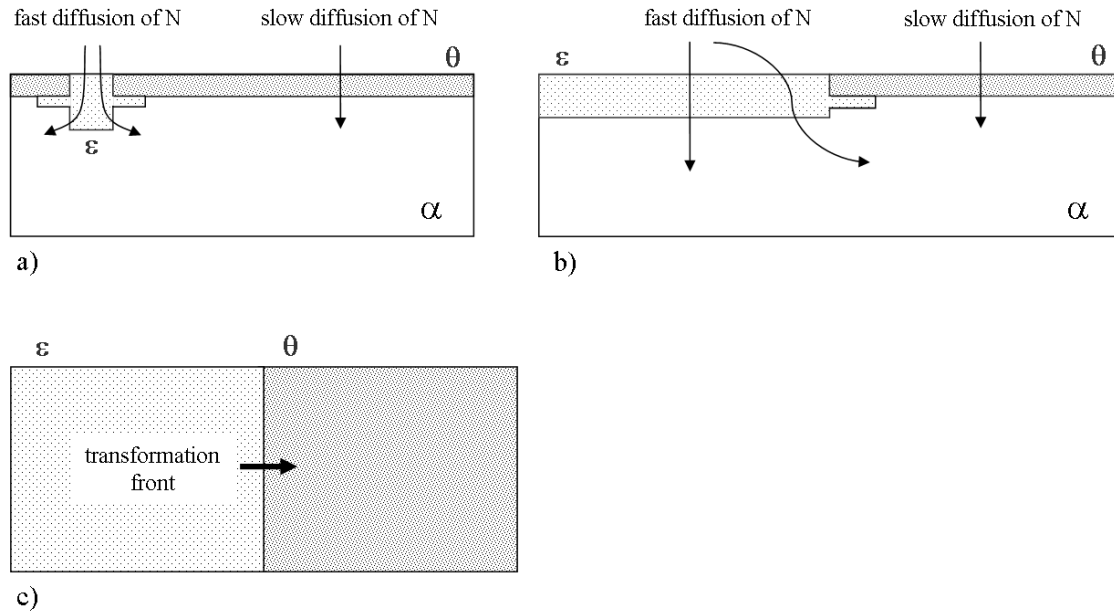 fast diffusion of N
slow diffusion of N
θ
ε
α
a)
fast diffusion of N
slow diffusion of N
ε
θ
α
b)
ε
θ
transformation
front
c)